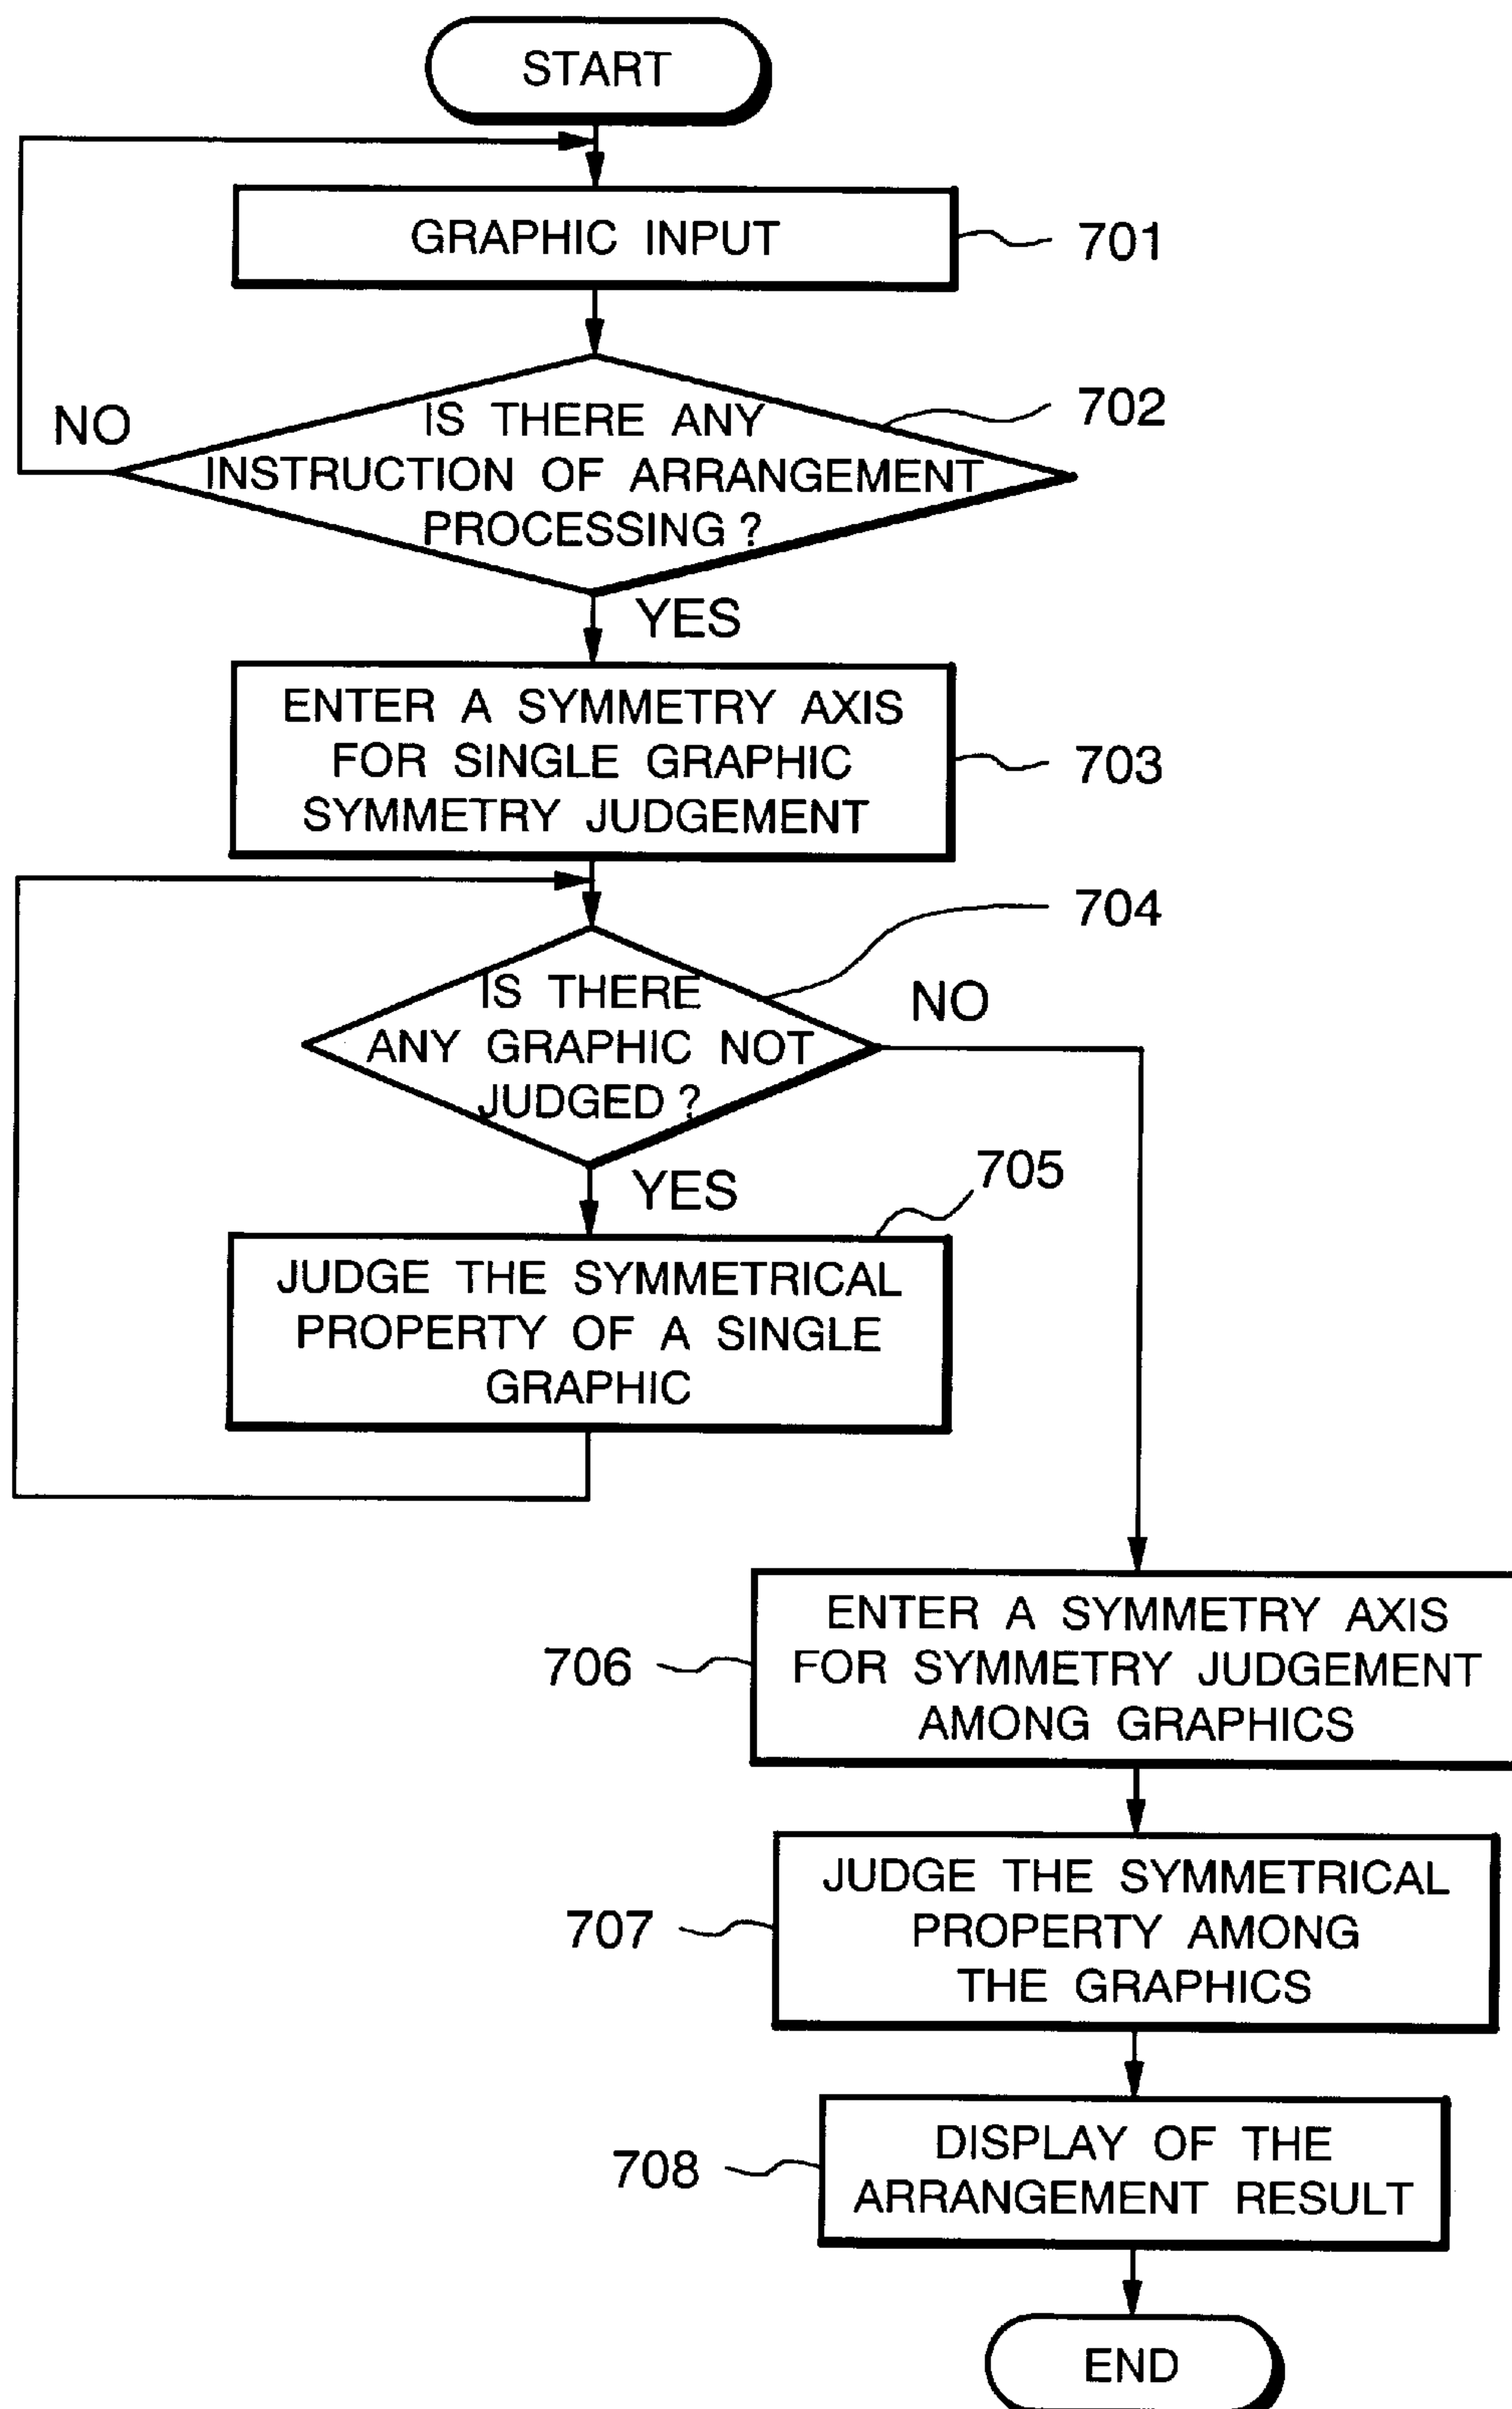 START
GRAPHIC INPUT
701
IS THERE ANY
INSTRUCTION OF ARRANGEMENT
PROCESSING ?
702
NO
YES
ENTER A SYMMETRY AXIS
FOR SINGLE GRAPHIC
SYMMETRY JUDGEMENT
703
704
IS THERE
ANY GRAPHIC NOT
JUDGED ?
NO
YES
705
JUDGE THE SYMMETRICAL
PROPERTY OF A SINGLE
GRAPHIC
ENTER A SYMMETRY AXIS
FOR SYMMETRY JUDGEMENT
AMONG GRAPHICS
706
JUDGE THE SYMMETRICAL
PROPERTY AMONG
THE GRAPHICS
707
DISPLAY OF THE
ARRANGEMENT RESULT
708
END